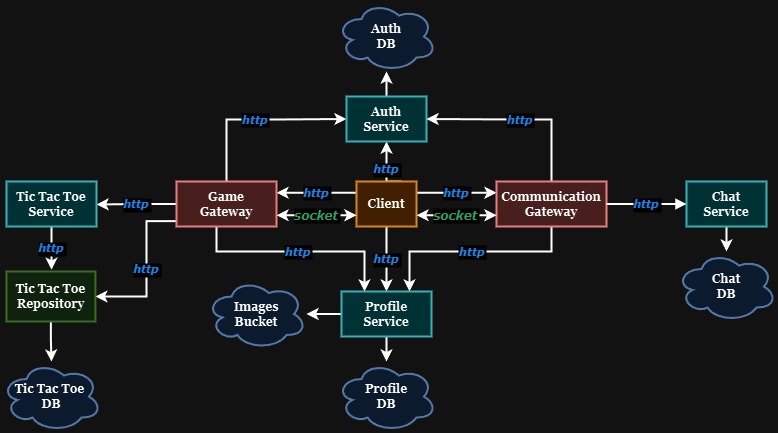 Auth
DB
Auth
Service
http
http
http
Tic Tac Toe
Service
http
Game
Gateway
http
socket
Client
http
socket
Communication
Gateway
http
Chat
Service
http
http
http
http
http
Tic Tac Toe
Repository
Images
Bucket
Profile
Service
Chat
DB
Tic Tac Toe
DB
Profile
DB